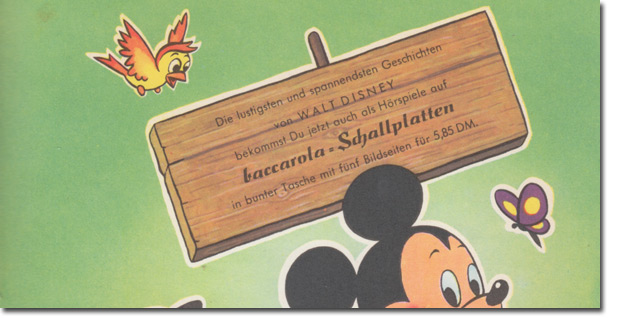 Die lustigsten und spannendsten Geschichten
von WALT DISNEY
bekommst Du jetzt auch als Hörspiele auf
baccarola = Schallplatten
in bunter Tasche mit fünf Bildseiten für 5,85 DM.